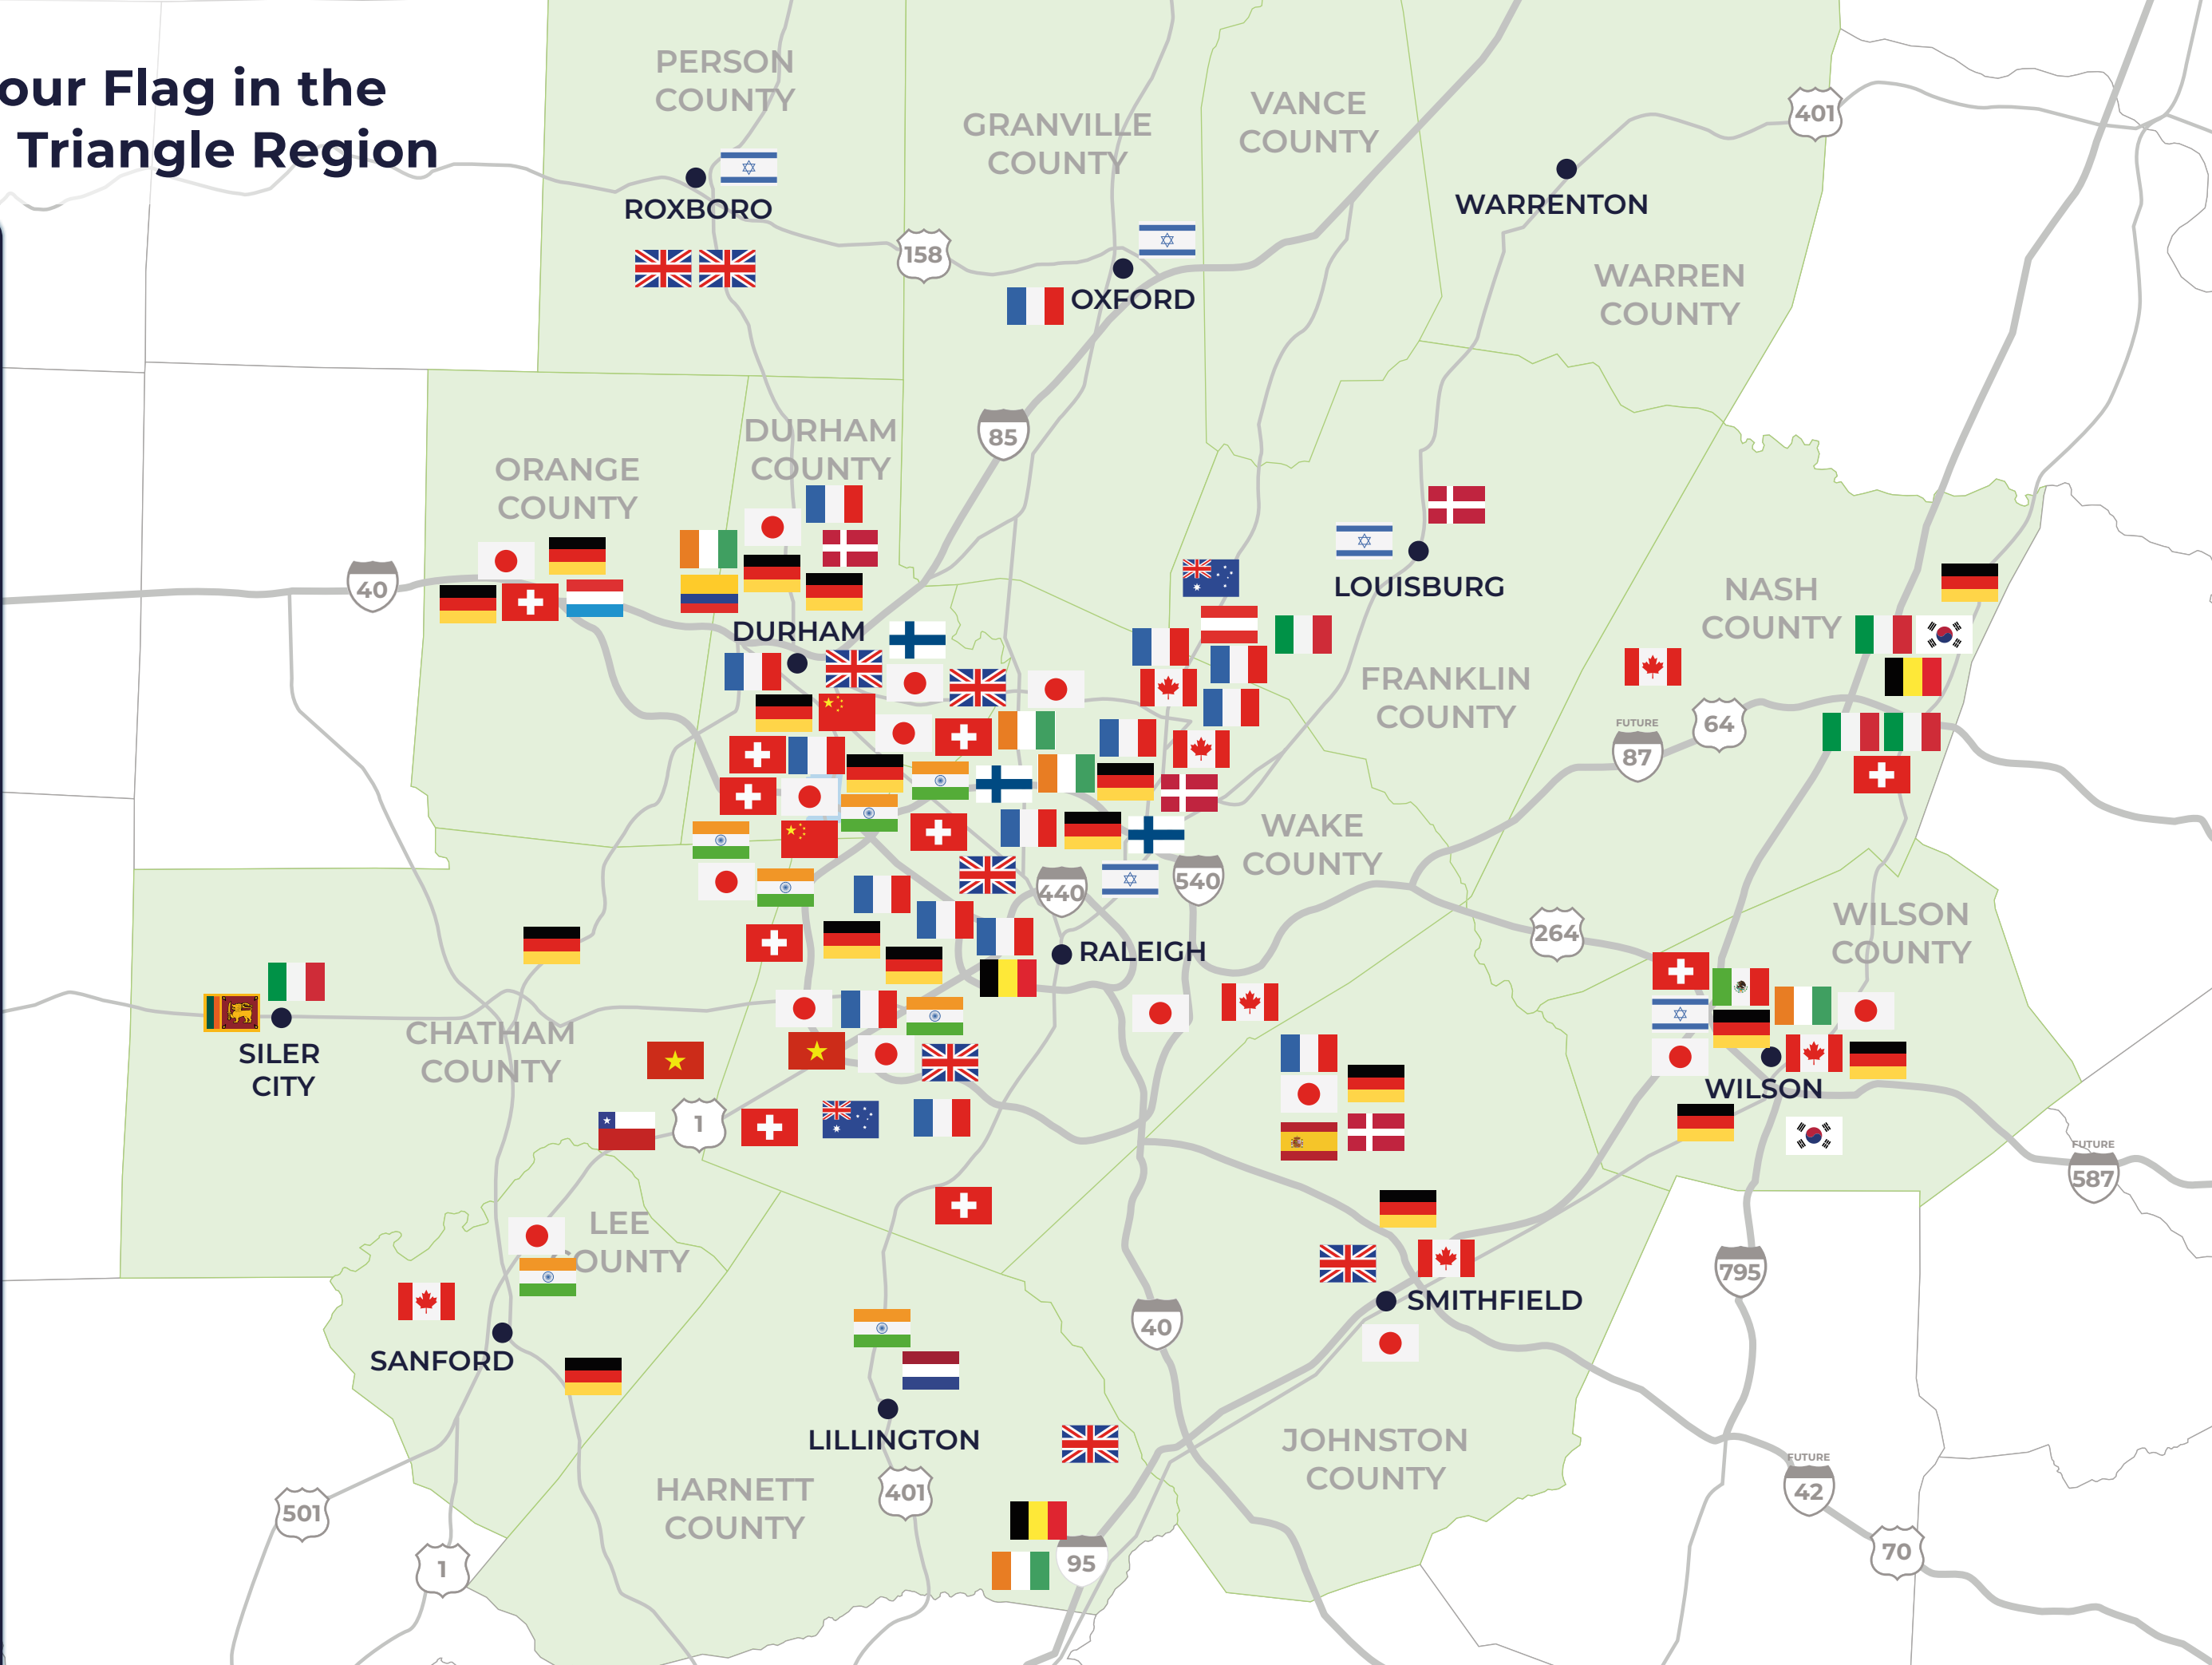 our Flag in the
Triangle Region
PERSON
COUNTY
GRANVILLE
COUNTY
VANCE
COUNTY
401
WARRENTON
ROXBORO
158
OXFORD
WARREN
COUNTY
85
DURHAM
COUNTY
ORANGE
COUNTY
40
LOUISBURG
NASH
COUNTY
DURHAM
FRANKLIN
COUNTY
FUTURE
87
64
WAKE
COUNTY
440
540
RALEIGH
264
WILSON
COUNTY
SILER
CITY
CHATHAM
COUNTY
1
WILSON
FUTURE
587
LEE
OUNTY
795
SANFORD
40
SMITHFIELD
LILLINGTON
HARNETT
COUNTY
401
JOHNSTON
COUNTY
FUTURE
42
501
1
95
70